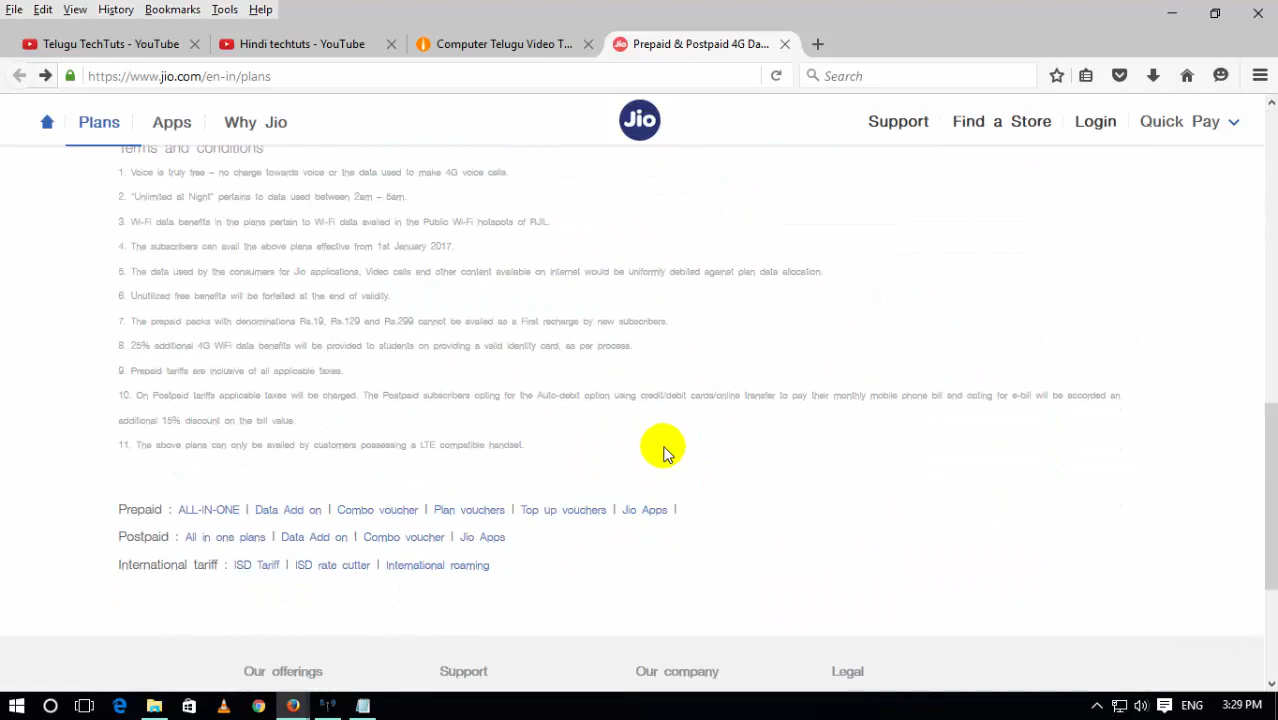 File Edit View History Bookmarks Tools Help
Telugu TechTuts - YouTube
Hindi techtuts - YouTube
Computer Telugu Video T...
Jio Prepaid & Postpaid 4G Da...
https://www.jio.com/en-in/plans
Search
Plans Apps Why Jio
Jio
Support Find a Store Login Quick Pay
Terms and conditions
1. Voice is truly free – no charge towards voice or the data used to make 4G voice calls.
2. "Unlimited at Night" pertains to data used between 2am – 5am.
3. Wi-Fi data benefits in the plans pertain to Wi-Fi data availed in the Public Wi-Fi hotspots of RJIL.
4. The subscribers can avail the above plans effective from 1st January 2017.
5. The data used by the consumers for Jio applications, Video calls and other content available on internet would be uniformly debited against plan data allocation.
6. Unutilized free benefits will be forfeited at the end of validity.
7. The prepaid packs with denominations Rs.19, Rs.129 and Rs.299 cannot be availed as a First recharge by new subscribers.
8. 25% additional 4G WiFi data benefits will be provided to students on providing a valid identity card, as per process.
9. Prepaid tariffs are inclusive of all applicable taxes.
10. On Postpaid tariffs applicable taxes will be charged. The Postpaid subscribers opting for the Auto-debit option using credit/debit cards/online transfer to pay their monthly mobile phone bill and opting for e-bill will be accorded an
additional 15% discount on the bill value.
11. The above plans can only be availed by customers possessing a LTE compatible handset.
Prepaid : ALL-IN-ONE | Data Add on | Combo voucher | Plan vouchers | Top up vouchers | Jio Apps |
Postpaid : All in one plans | Data Add on | Combo voucher | Jio Apps
International tariff : ISD Tariff | ISD rate cutter | International roaming
Our offerings Support Our company Legal
ENG 3:29 PM